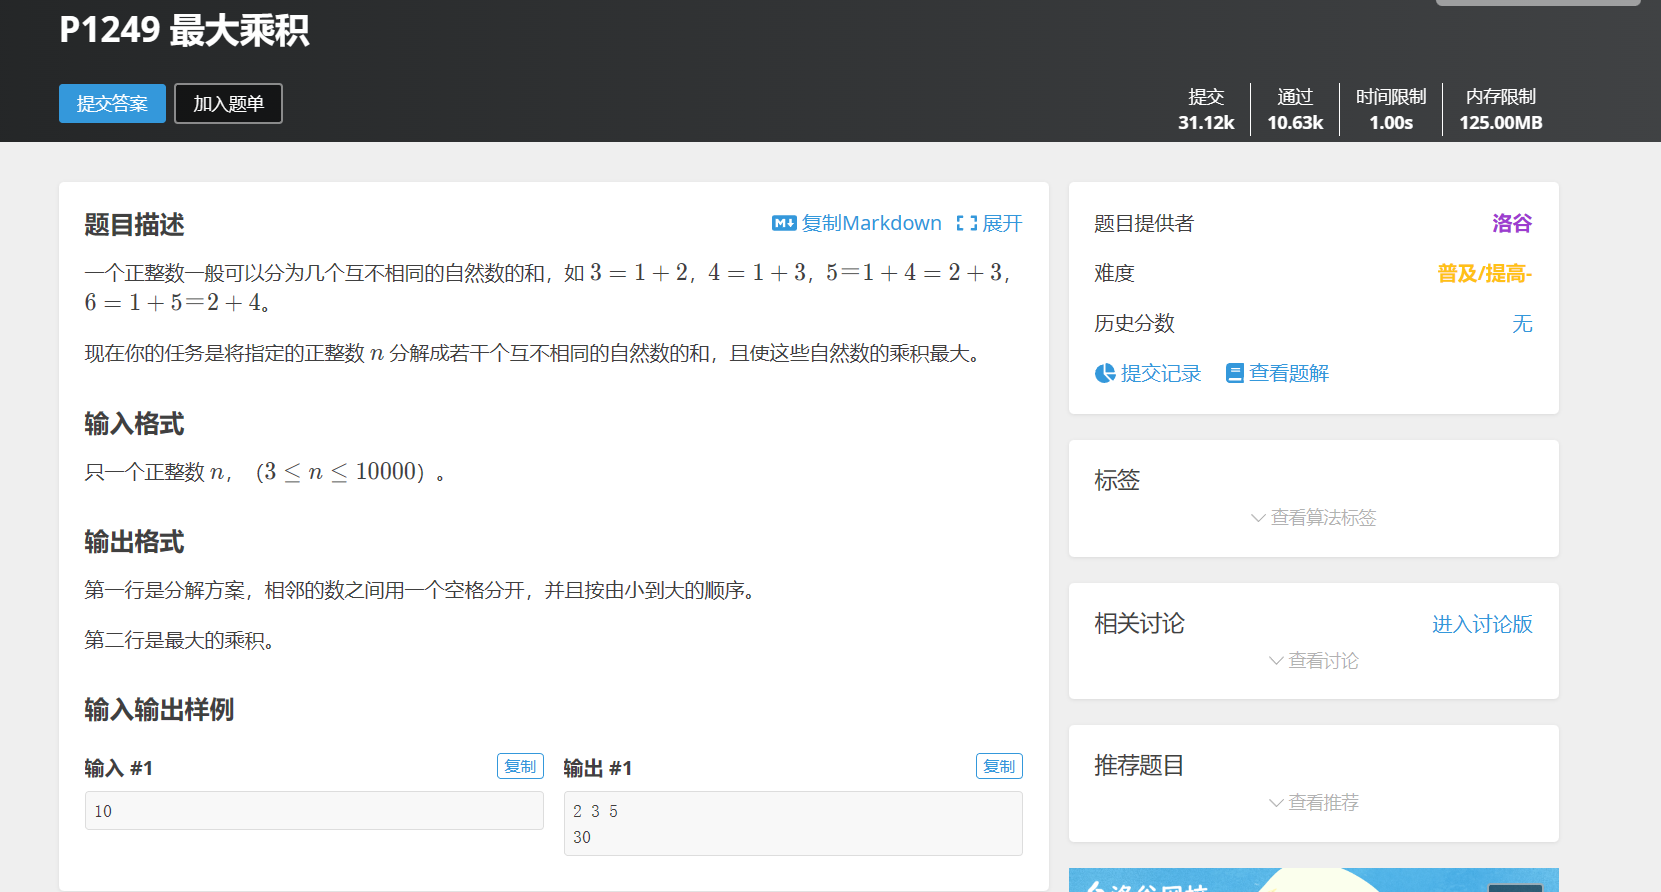 P1249 最大乘积
提交答案
加入题单
提交
31.12k
通过
10.63k
时间限制
1.00s
内存限制
125.00MB
题目描述
复制Markdown
展开
一个正整数一般可以分为几个互不相同的自然数的和，如 3 = 1 + 2，4 = 1 + 3，5＝1 + 4 = 2 + 3，
6 = 1 + 5＝2 + 4。
现在你的任务是将指定的正整数 n 分解成若干个互不相同的自然数的和，且使这些自然数的乘积最大。
输入格式
只一个正整数 n，（3 ≤ n ≤ 10000）。
输出格式
第一行是分解方案，相邻的数之间用一个空格分开，并且按由小到大的顺序。
第二行是最大的乘积。
输入输出样例
输入 #1
复制
10
输出 #1
复制
2 3 5
30
题目提供者
洛谷
难度
普及/提高-
历史分数
无
提交记录
查看题解
标签
查看算法标签
相关讨论
进入讨论版
查看讨论
推荐题目
查看推荐